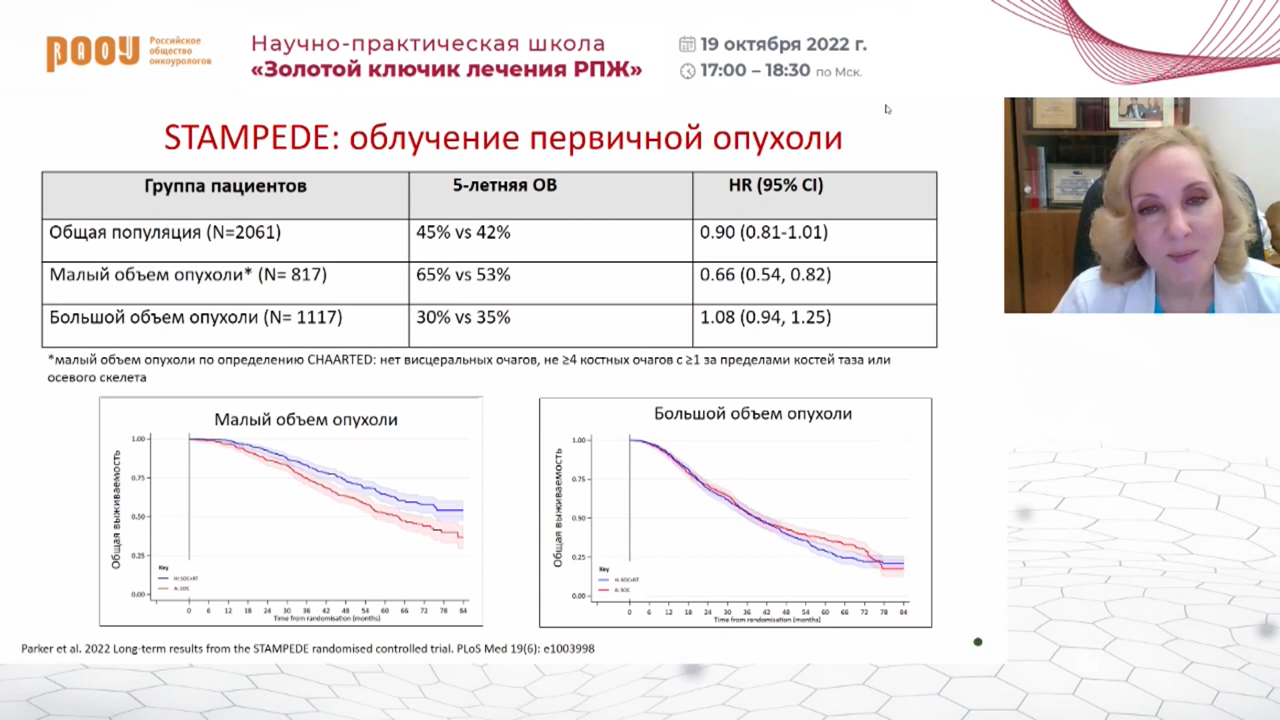 РООУ
Российское
общество
онкоурологов
Научно-практическая школа
«Золотой ключик лечения РПЖ»
19 октября 2022 г.
17:00 – 18:30 по Мск.
STAMPEDE: облучение первичной опухоли
Группа пациентов 5-летняя ОВ HR (95% CI)
Общая популяция (N=2061) 45% vs 42% 0.90 (0.81-1.01)
Малый объем опухоли* (N= 817) 65% vs 53% 0.66 (0.54, 0.82)
Большой объем опухоли (N= 1117) 30% vs 35% 1.08 (0.94, 1.25)
*малый объем опухоли по определению CHAARTED: нет висцеральных очагов, не ≥4 костных очагов с ≥1 за пределами костей таза или
осевого скелета
Малый объем опухоли
Общая выживаемость
1.00
0.75
0.50
0.25
0.00
Key
H: SOC+RT
A: SOC
0 6 12 18 24 30 36 42 48 54 60 66 72 78 84
Time from randomisation (months)
Большой объем опухоли
Общая выживаемость
1.00
0.75
0.50
0.25
0.00
Key
H: SOC+RT
A: SOC
0 6 12 18 24 30 36 42 48 54 60 66 72 78 84
Time from randomisation (months)
Parker et al. 2022 Long-term results from the STAMPEDE randomised controlled trial. PLoS Med 19(6): e1003998